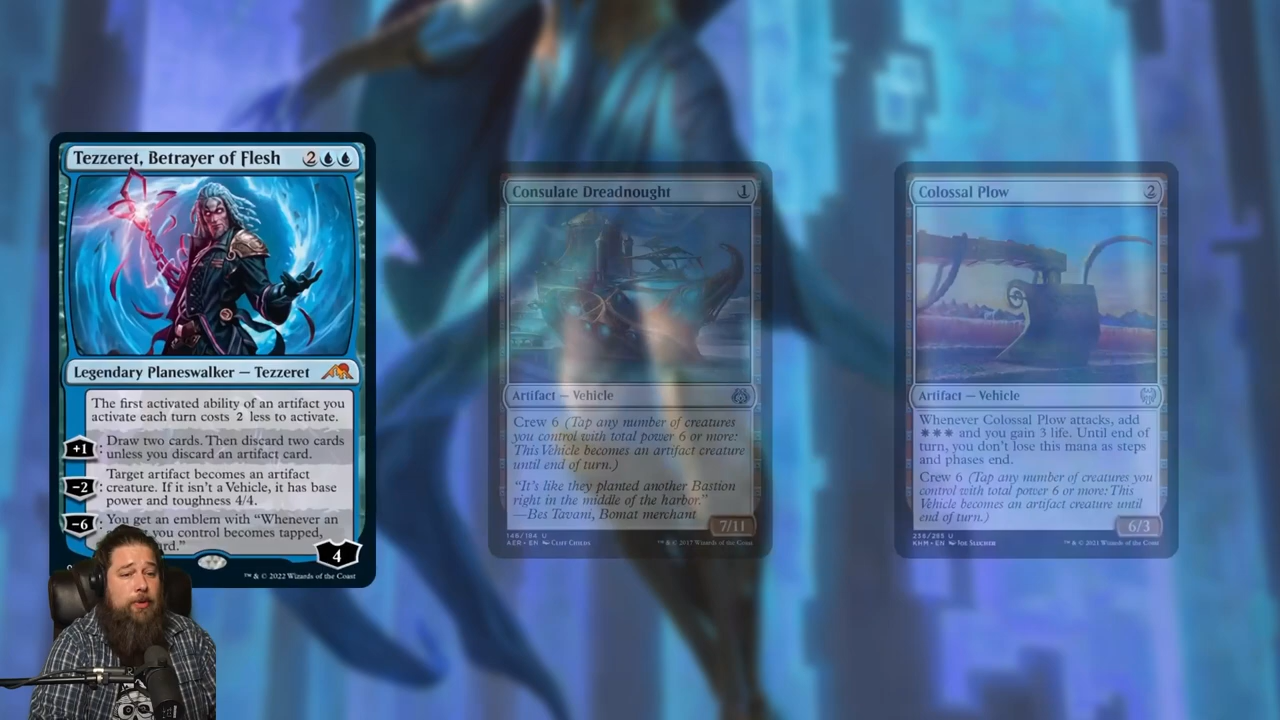 Tezzeret, Betrayer of Flesh 2
Legendary Planeswalker — Tezzeret
The first activated ability of an artifact you
activate each turn costs 2 less to activate.
+1: Draw two cards. Then discard two cards
unless you discard an artifact card.
−2: Target artifact becomes an artifact
creature. If it isn't a Vehicle, it has base
power and toughness 4/4.
−6: You get an emblem with “Whenever an
you control becomes tapped,
4
™ & © 2022 Wizards of the Coast
Consulate Dreadnought 1
Artifact — Vehicle
Crew 6 (Tap any number of creatures
you control with total power 6 or more:
This Vehicle becomes an artifact creature
until end of turn.)
“It's like they planted another Bastion
right in the middle of the harbor.”
—Bes Tavani, Bomat merchant
7/11
148/184 U
AER • EN Cliff Childs
™ & © 2017 Wizards of the Coast
Colossal Plow 2
Artifact — Vehicle
Whenever Colossal Plow attacks, add
and you gain 3 life. Until end of
turn, you don't lose this mana as steps
and phases end.
Crew 6 (Tap any number of creatures you
control with total power 6 or more: This
Vehicle becomes an artifact creature until
end of turn.)
6/3
236/285 U
KHM • EN Joe Slucher
™ & © 2021 Wizards of the Coast